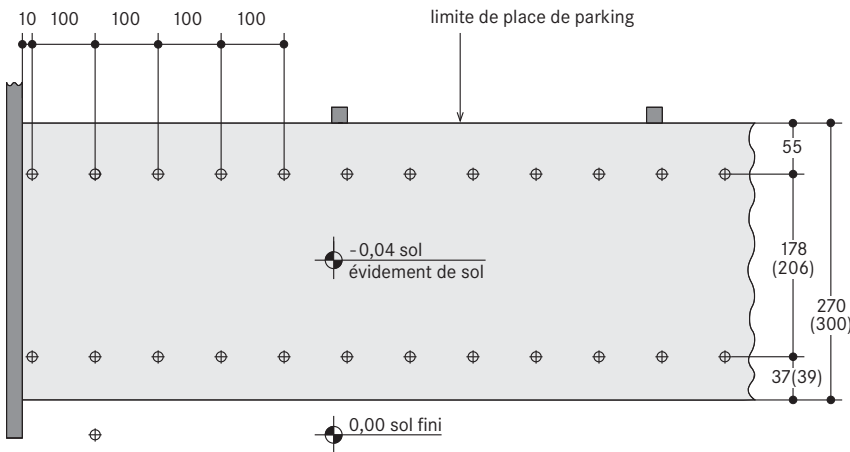 10 100 100 100 100
limite de place de parking
55
-0,04 sol
évidement de sol
178
(206)
270
(300)
37(39)
0,00 sol fini